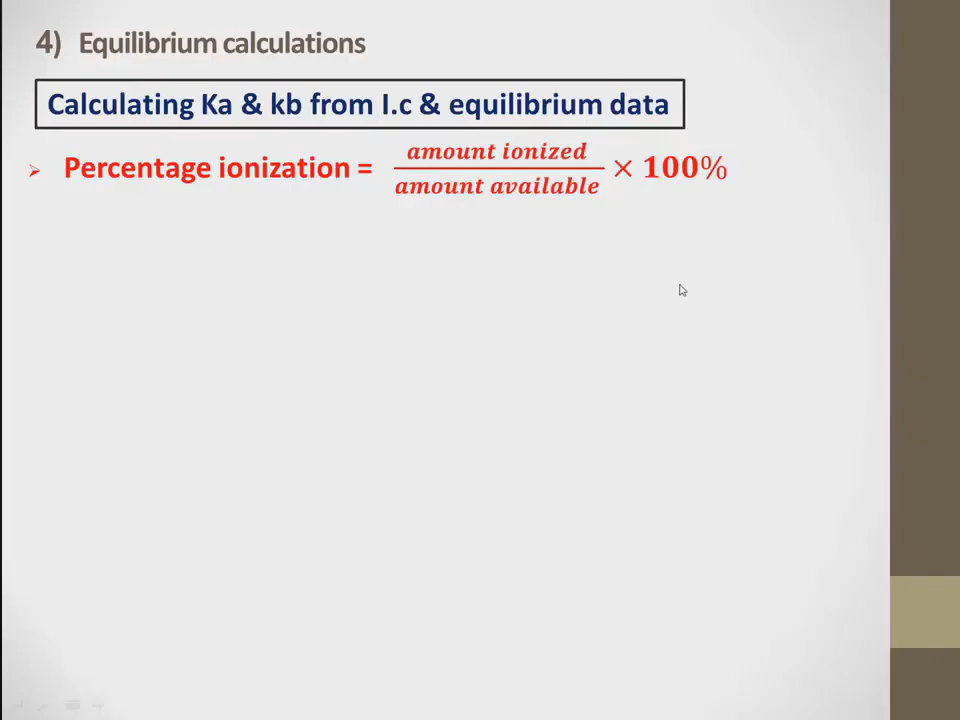 4) Equilibrium calculations
Calculating Ka & kb from I.c & equilibrium data
➢ Percentage ionization = amount ionized / amount available × 100%